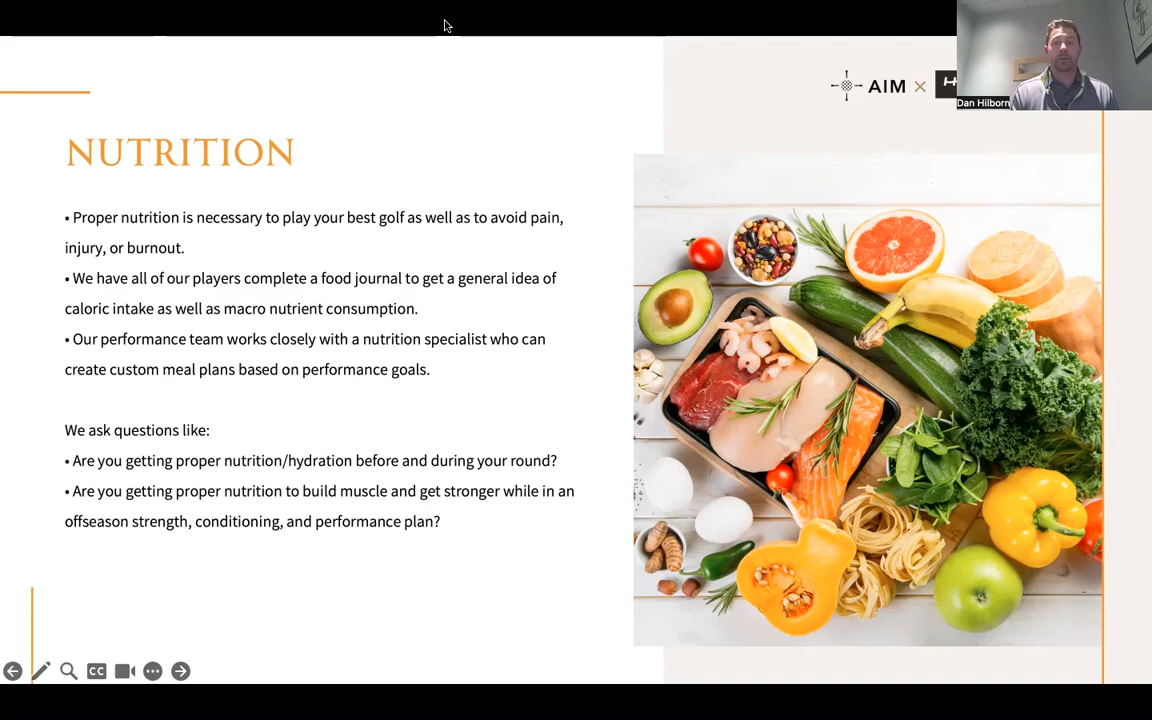 AIM ×
Dan Hilborn
NUTRITION
• Proper nutrition is necessary to play your best golf as well as to avoid pain,
injury, or burnout.
• We have all of our players complete a food journal to get a general idea of
caloric intake as well as macro nutrient consumption.
• Our performance team works closely with a nutrition specialist who can
create custom meal plans based on performance goals.
We ask questions like:
• Are you getting proper nutrition/hydration before and during your round?
• Are you getting proper nutrition to build muscle and get stronger while in an
offseason strength, conditioning, and performance plan?
CC